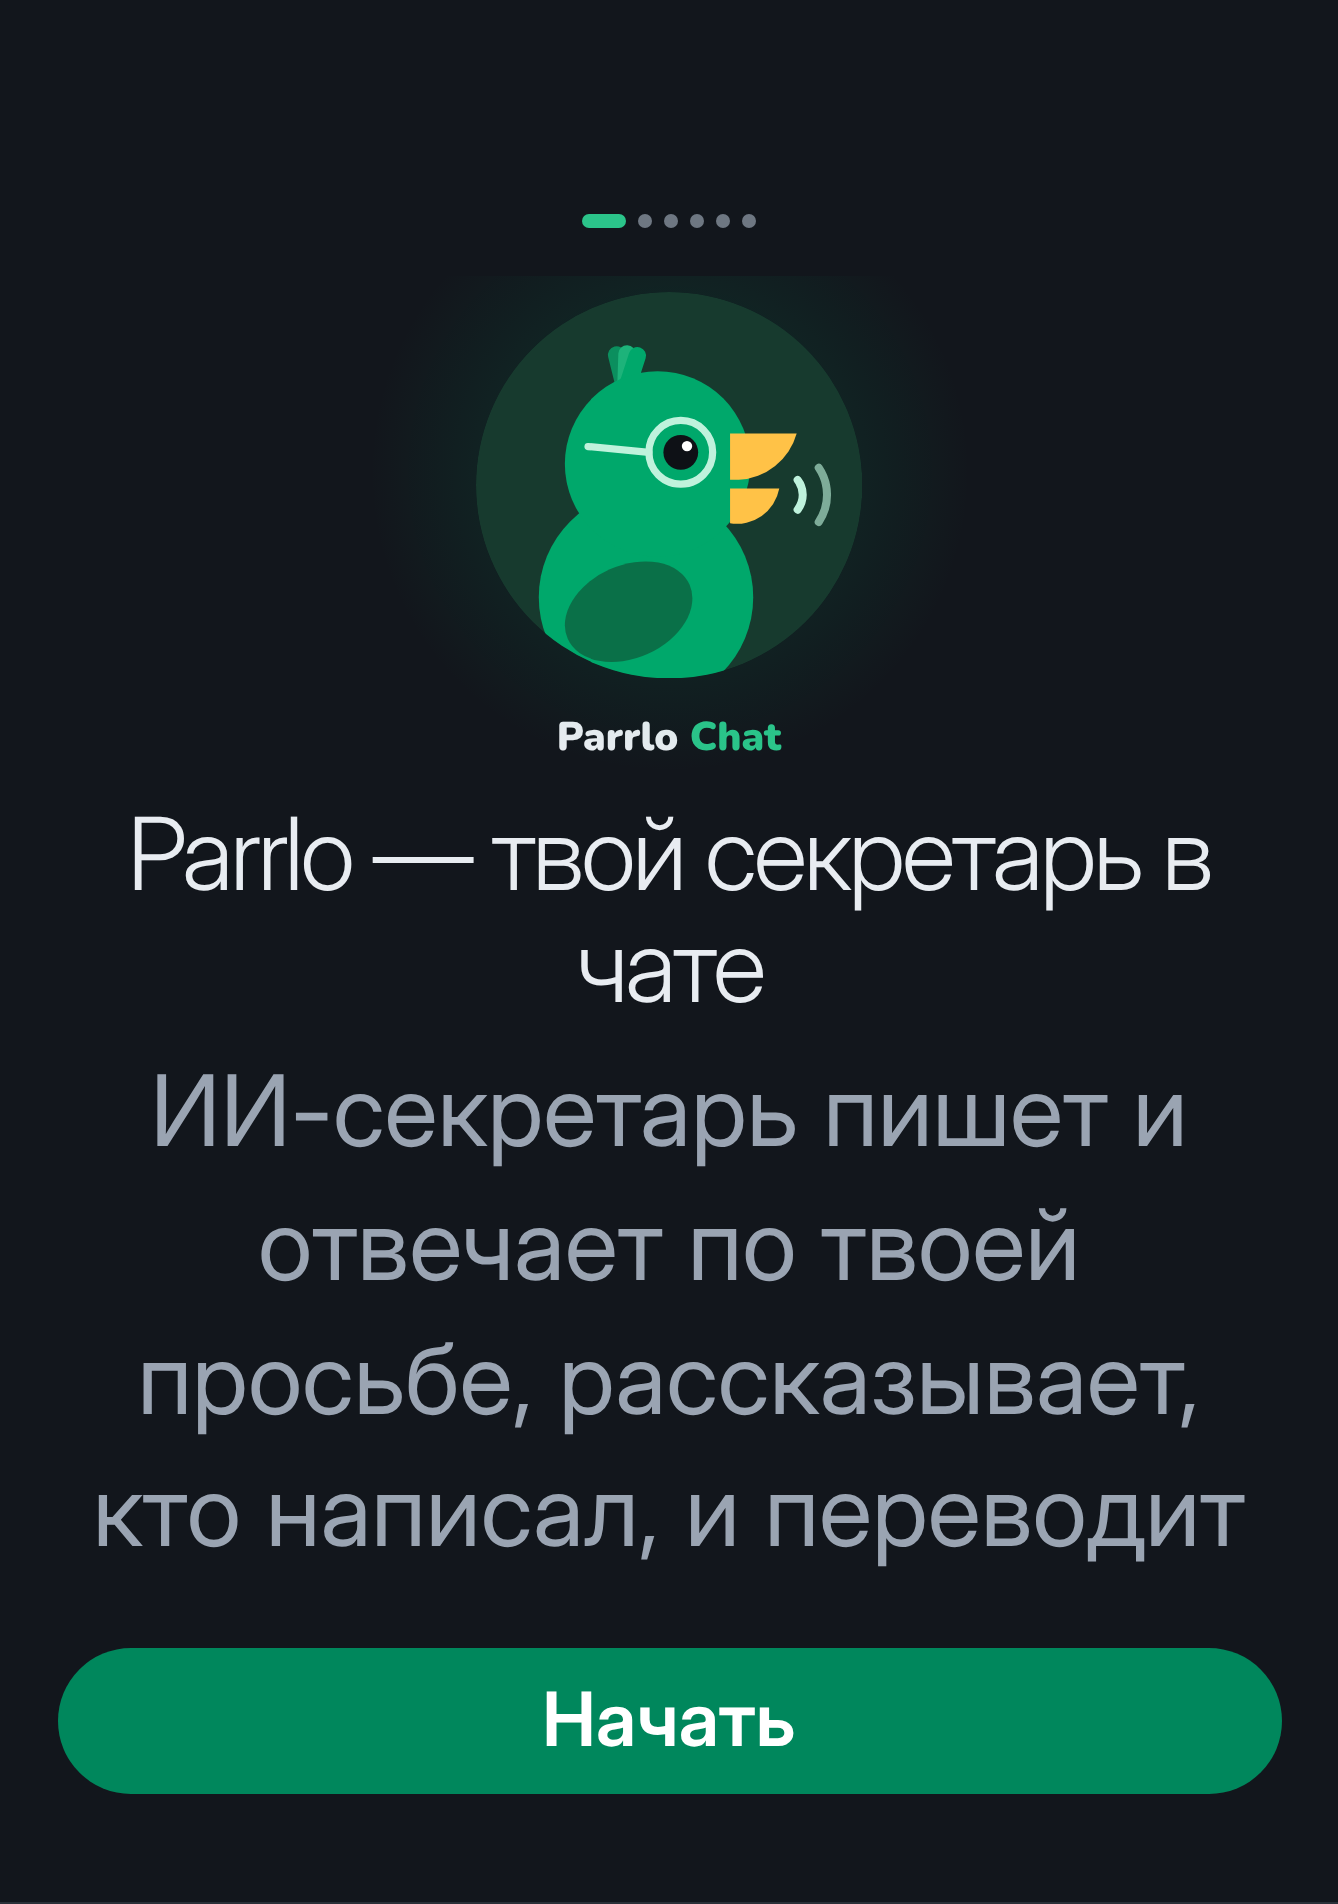 Parrlo Chat
Parrlo — твой секретарь в
чате
ИИ-секретарь пишет и
отвечает по твоей
просьбе, рассказывает,
кто написал, и переводит
Начать